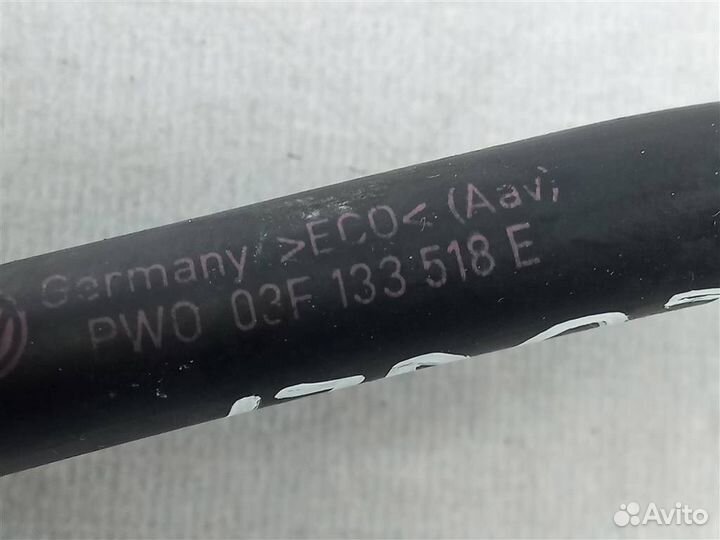 Germany >ECO< (Aav)
PWO 03F 133 518 E
Avito